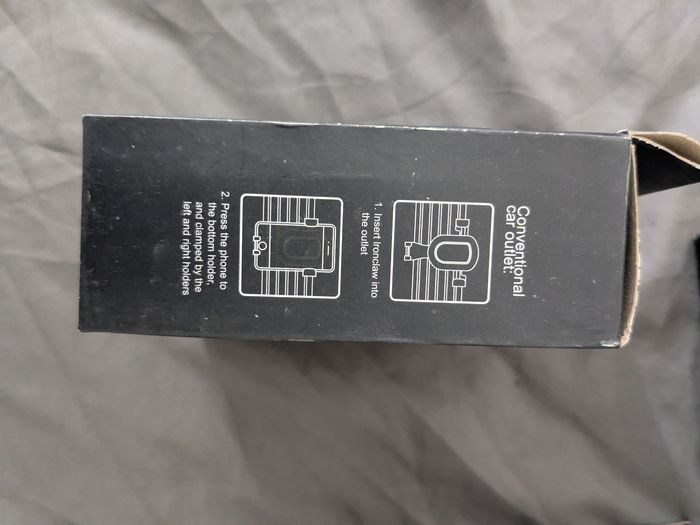 Conventional
car outlet:
1. Insert Ironclaw into
the outlet
2. Press the phone to
the bottom holder,
and clamped by the
left and right holders